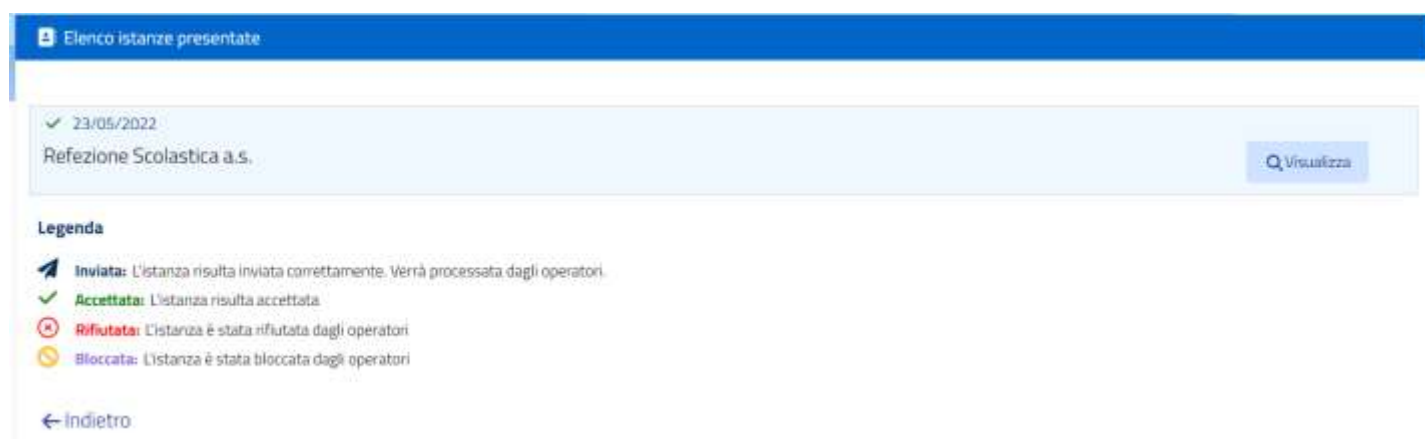 Elenco istanze presentate
23/05/2022
Refezione Scolastica a.s.
Visualizza
Legenda
Inviata: L'istanza risulta inviata correttamente. Verrà processata dagli operatori.
Accettata: L'istanza risulta accettata
Rifiutata: L'istanza è stata rifiutata dagli operatori
Bloccata: L'istanza è stata bloccata dagli operatori
Indietro